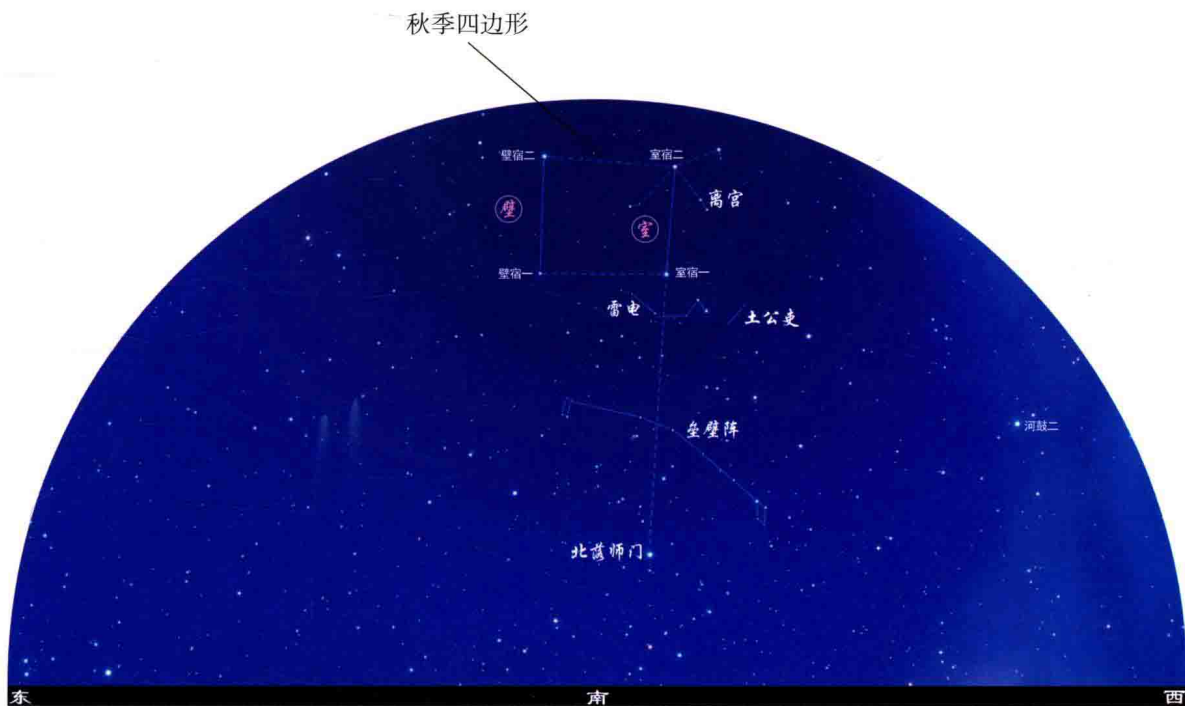 秋季四边形
壁宿二
室宿二
壁
离宫
室
壁宿一
室宿一
雷电
土公吏
垒壁阵
河鼓二
北落师门
东
南
西